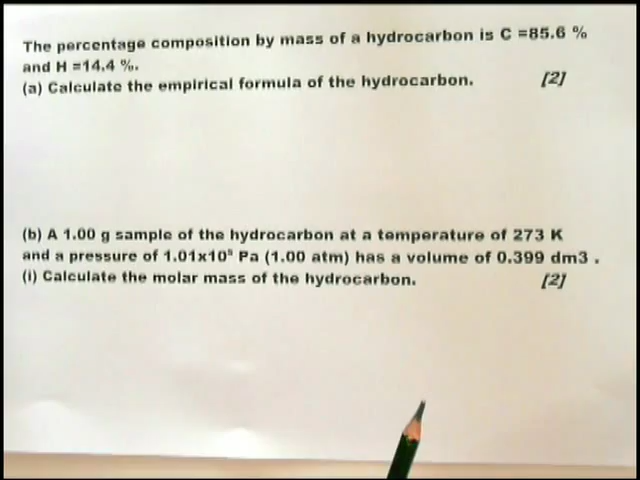 The percentage composition by mass of a hydrocarbon is C =85.6 %
and H =14.4 %.
(a) Calculate the empirical formula of the hydrocarbon. [2]
(b) A 1.00 g sample of the hydrocarbon at a temperature of 273 K
and a pressure of 1.01x10⁵ Pa (1.00 atm) has a volume of 0.399 dm3 .
(i) Calculate the molar mass of the hydrocarbon. [2]